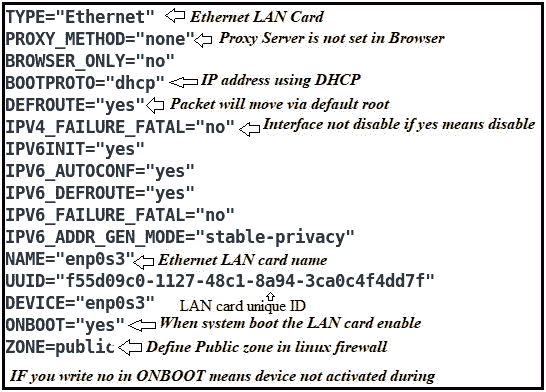 TYPE="Ethernet" Ethernet LAN Card
PROXY_METHOD="none" Proxy Server is not set in Browser
BROWSER_ONLY="no"
BOOTPROTO="dhcp" IP address using DHCP
DEFROUTE="yes" Packet will move via default root
IPV4_FAILURE_FATAL="no" Interface not disable if yes means disable
IPV6INIT="yes"
IPV6_AUTOCONF="yes"
IPV6_DEFROUTE="yes"
IPV6_FAILURE_FATAL="no"
IPV6_ADDR_GEN_MODE="stable-privacy"
NAME="enp0s3" Ethernet LAN card name
UUID="f55d09c0-1127-48c1-8a94-3ca0c4f4dd7f"
DEVICE="enp0s3" LAN card unique ID
ONBOOT="yes" When system boot the LAN card enable
ZONE=public Define Public zone in linux firewall
IF you write no in ONBOOT means device not activated during